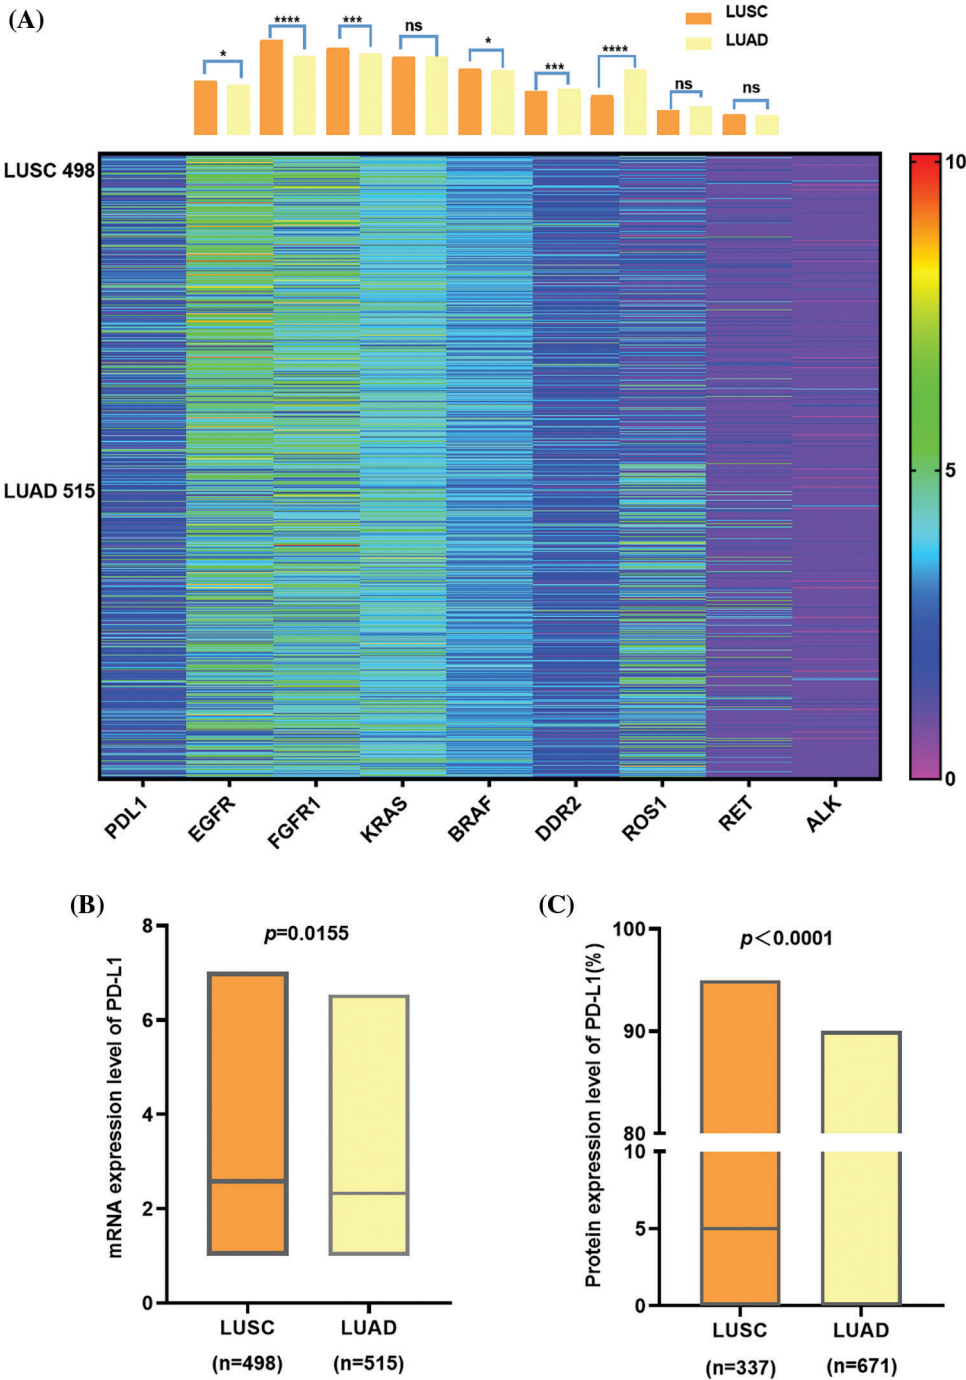 (A)
* **** *** ns * *** **** ns ns
LUSC
LUAD
LUSC 498
LUAD 515
10
5
0
PDL1 EGFR FGFR1 KRAS BRAF DDR2 ROS1 RET ALK
(B)
p=0.0155
mRNA expression level of PD-L1
8
6
4
2
0
LUSC LUAD
(n=498) (n=515)
(C)
p<0.0001
Protein expression level of PD-L1(%)
100
90
80
10
5
0
LUSC LUAD
(n=337) (n=671)